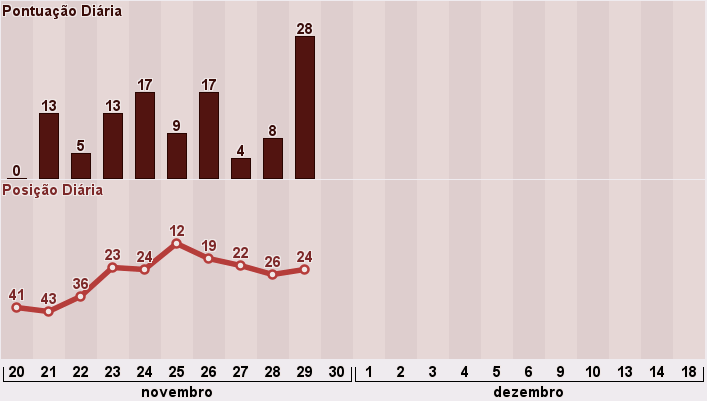 Pontuação Diária
0 13 5 13 17 9 17 4 8 28
Posição Diária
41 43 36 23 24 12 19 22 26 24
20 21 22 23 24 25 26 27 28 29 30 1 2 3 4 5 6 9 10 13 14 18
novembro dezembro